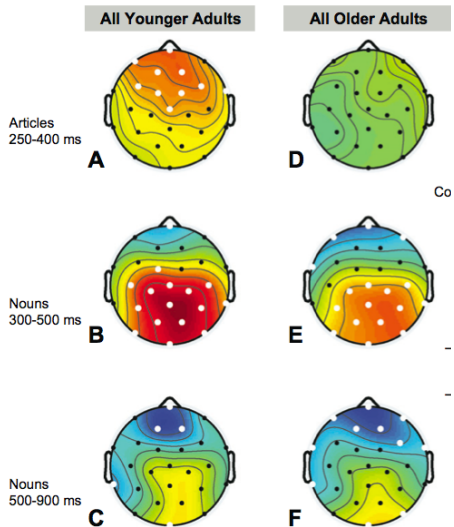 All Younger Adults
All Older Adults
Articles
250-400 ms
A
D
Co
Nouns
300-500 ms
B
E
Nouns
500-900 ms
C
F